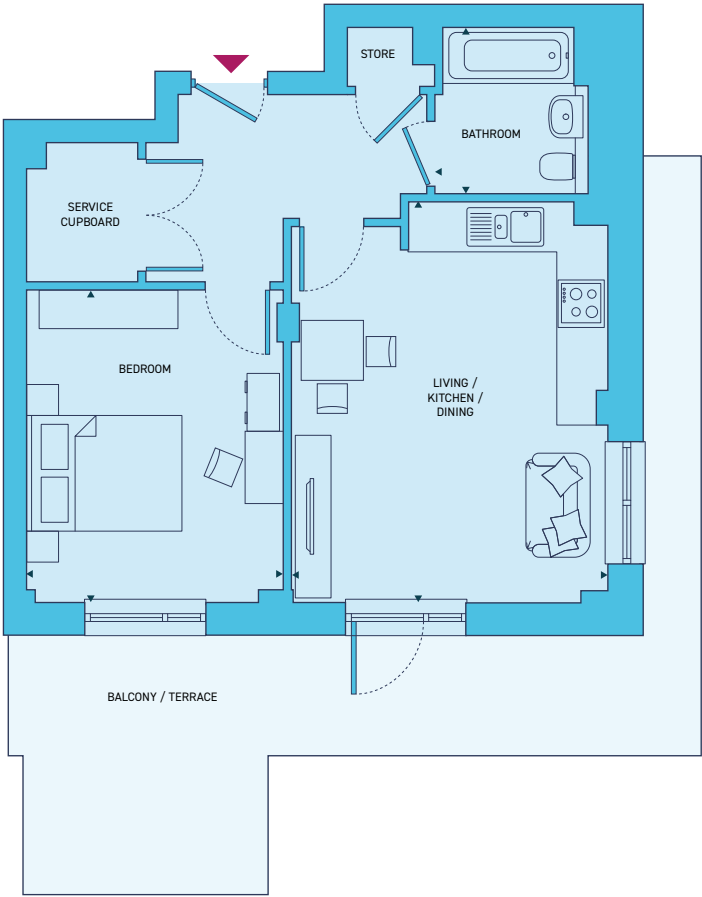 STORE
BATHROOM
SERVICE
CUPBOARD
BEDROOM
LIVING /
KITCHEN /
DINING
BALCONY / TERRACE